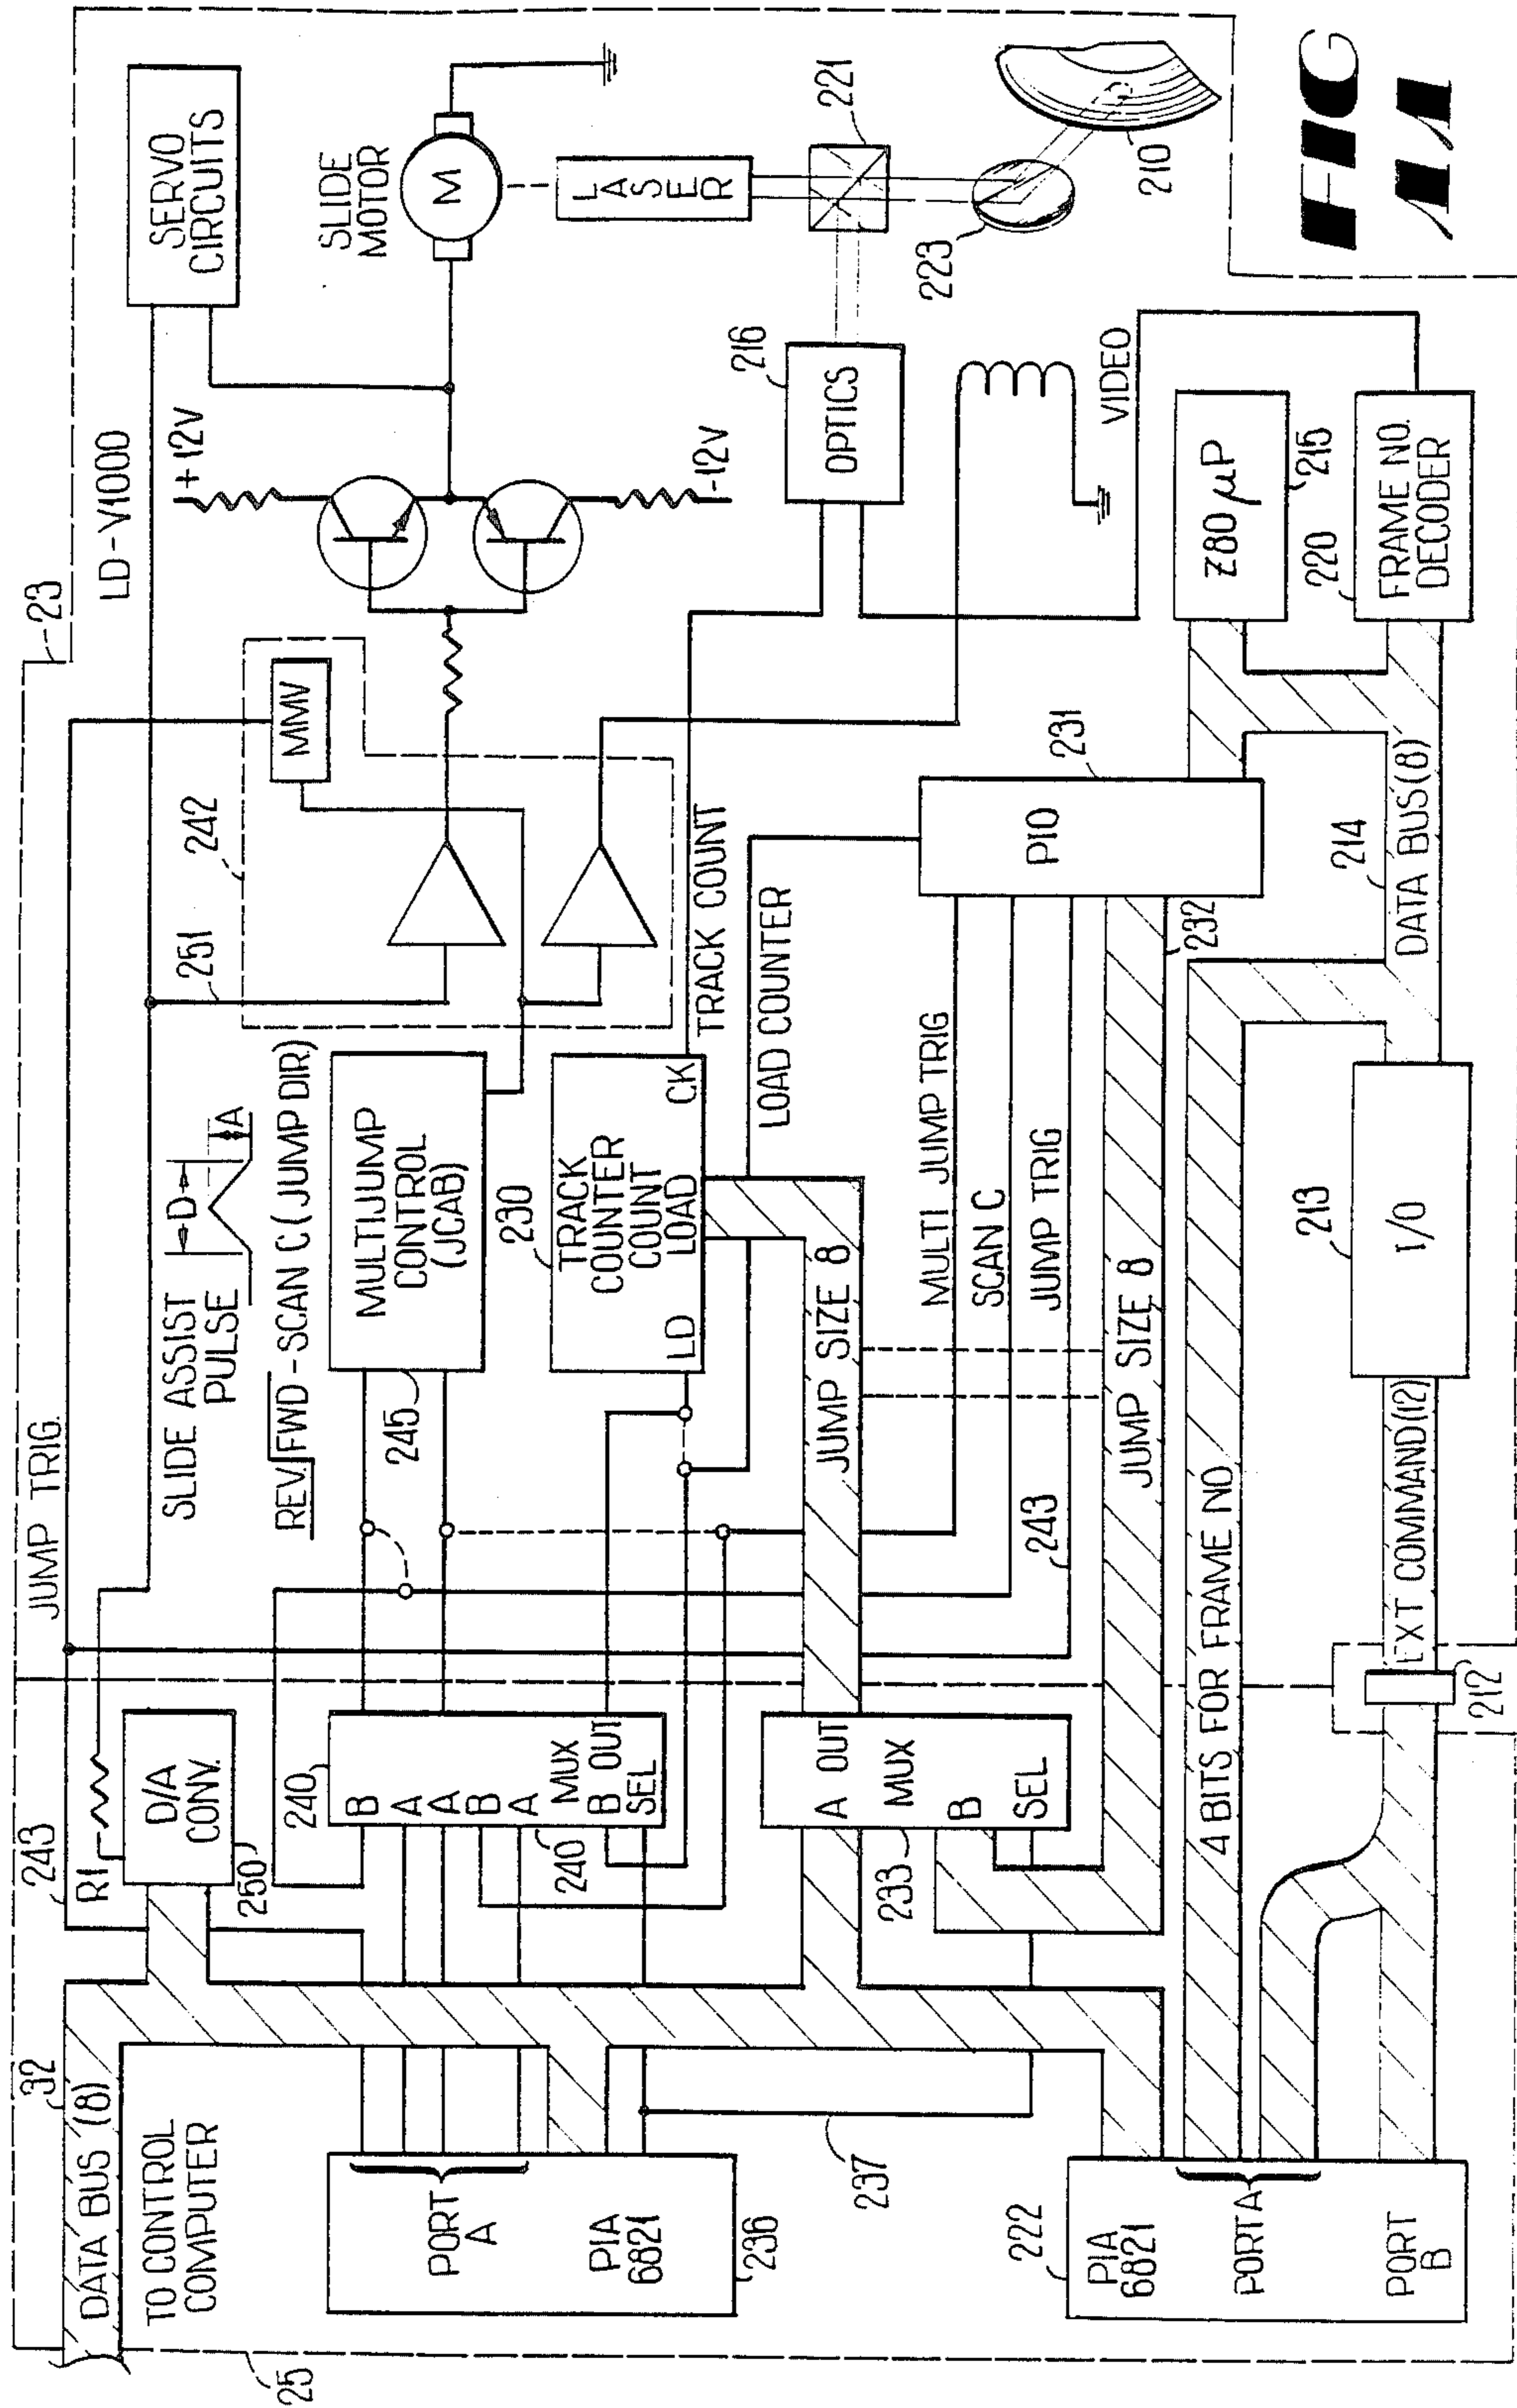 25
DATA BUS (8)
32
TO CONTROL
COMPUTER
243
R1
D/A
CONV.
250
JUMP TRIG.
SLIDE ASSIST
PULSE
D
A
REV/FWD - SCAN C (JUMP DIR.)
251
242
MMV
23
LD-V1000
+12V
-12V
SERVO
CIRCUITS
SLIDE
MOTOR
M
LASER
221
223
210
216
OPTICS
VIDEO
PORT
A
PIA
6821
236
237
240
B
A
A
B
A
MUX
B OUT
SEL
240
MULTIJUMP
CONTROL
(JCAB)
245
230
TRACK
COUNTER
COUNT
LOAD
LD
CK
TRACK COUNT
LOAD COUNTER
A OUT
MUX
B
SEL
233
JUMP SIZE 8
MULTI JUMP TRIG
SCAN C
JUMP TRIG
243
JUMP SIZE 8
232
PIO
231
Z80 µP
215
220
FRAME NO.
DECODER
222
PIA
6821
PORT A
PORT
B
4 BITS FOR FRAME NO
EXT COMMAND(12)
212
213
I/O
214
DATA BUS (8)
FIG
11A